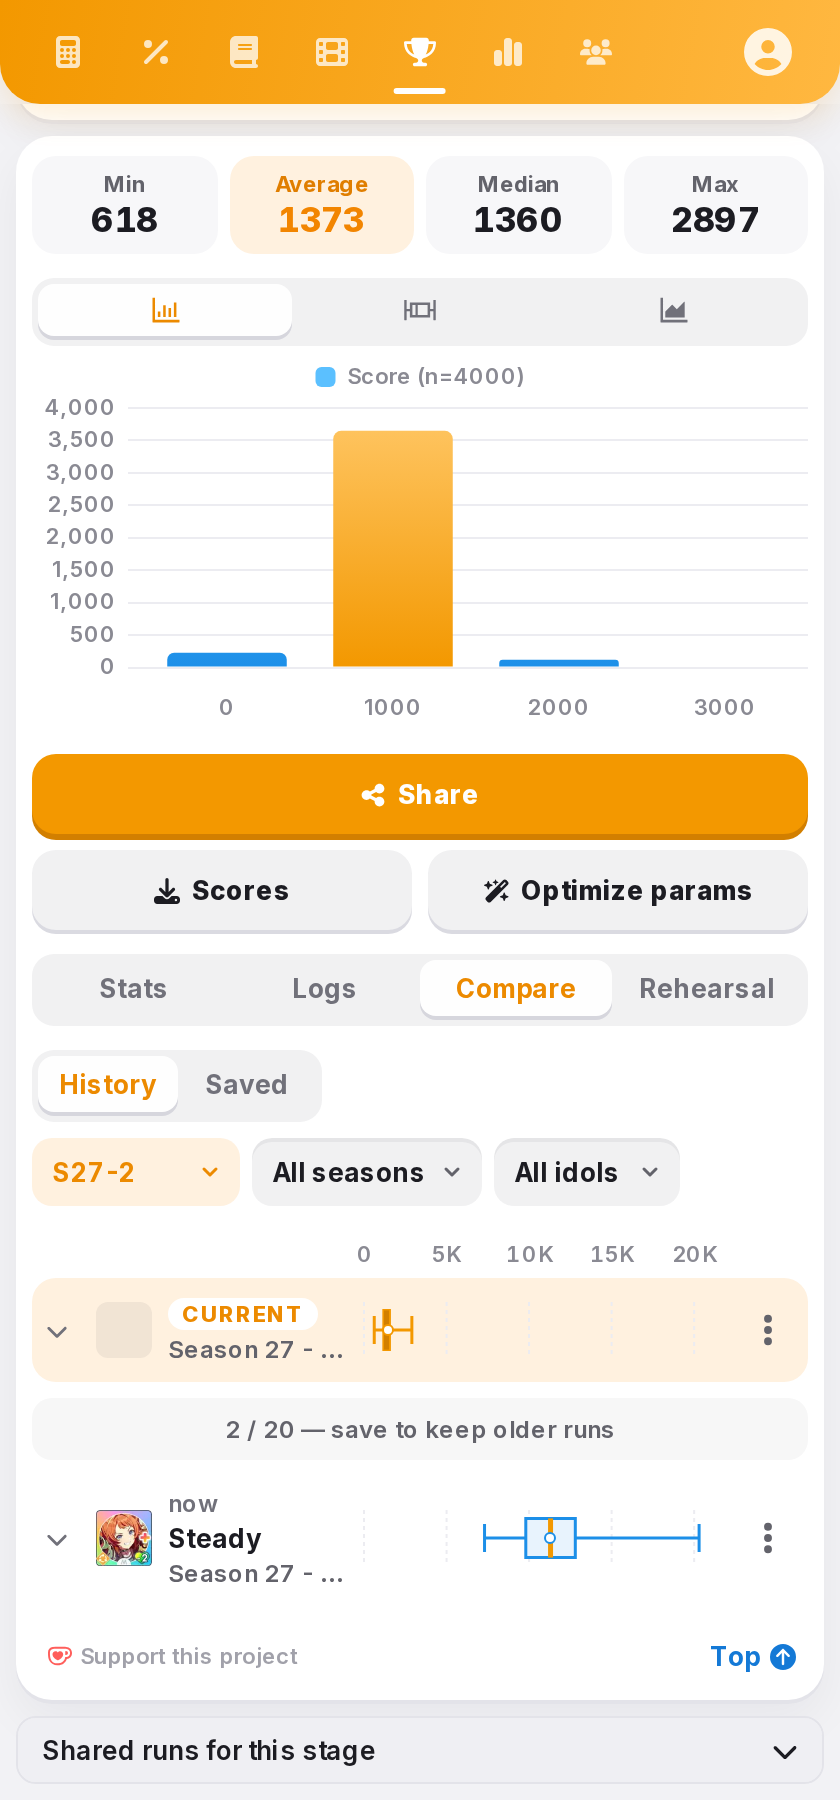 Min
618
Average
1373
Median
1360
Max
2897
Score (n=4000)
4,000
3,500
3,000
2,500
2,000
1,500
1,000
500
0
0 1000 2000 3000
Share
Scores
Optimize params
Stats Logs Compare Rehearsal
History Saved
S27-2 All seasons All idols
0 5K 10K 15K 20K
CURRENT
Season 27 - ...
2 / 20 — save to keep older runs
now
Steady
Season 27 - ...
Support this project
Top
Shared runs for this stage